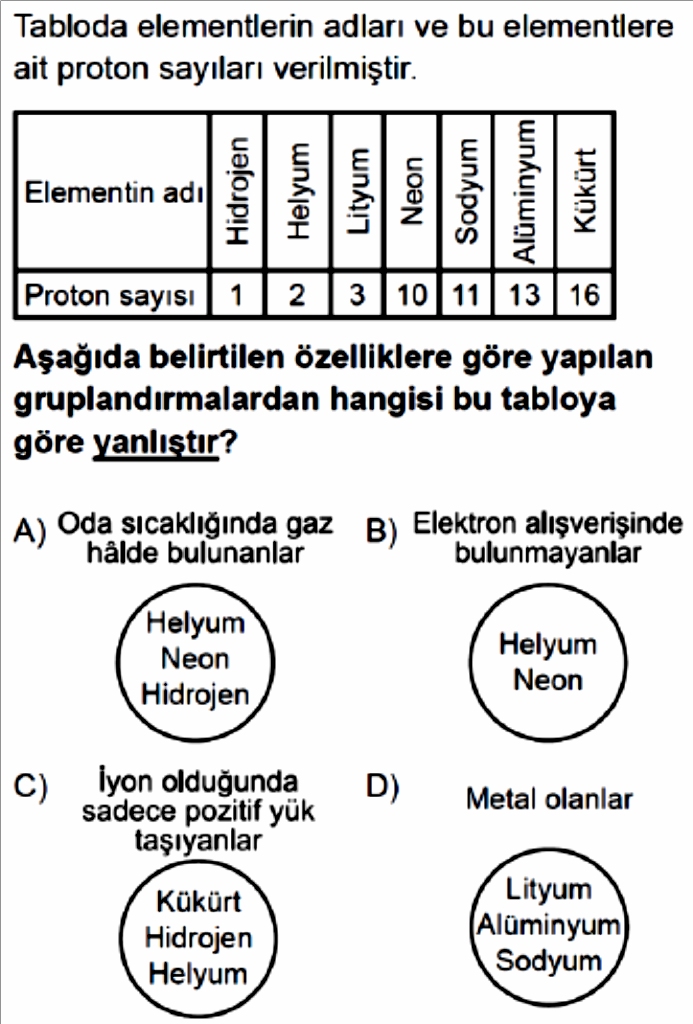 Tabloda elementlerin adları ve bu elementlere
ait proton sayıları verilmiştir.
Elementin adı Hidrojen Helyum Lityum Neon Sodyum Alüminyum Kükürt
Proton sayısı 1 2 3 10 11 13 16
Aşağıda belirtilen özelliklere göre yapılan
gruplandırmalardan hangisi bu tabloya
göre yanlıştır?
A) Oda sıcaklığında gaz
hâlde bulunanlar
Helyum
Neon
Hidrojen
B) Elektron alışverişinde
bulunmayanlar
Helyum
Neon
C) İyon olduğunda
sadece pozitif yük
taşıyanlar
Kükürt
Hidrojen
Helyum
D) Metal olanlar
Lityum
Alüminyum
Sodyum